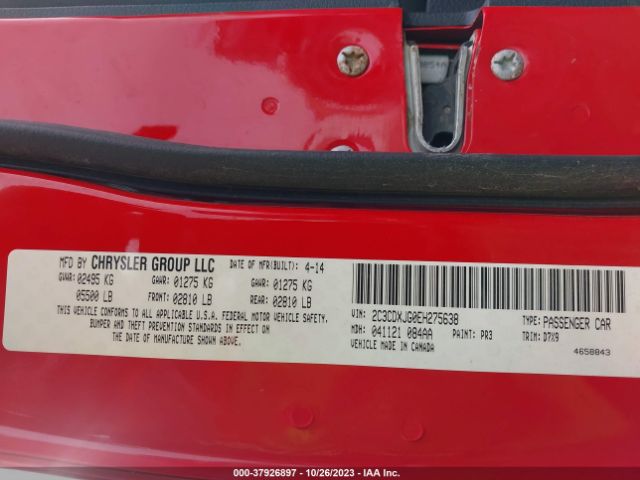 MFD BY CHRYSLER GROUP LLC DATE OF MFR(BUILT): 4-14
GVWR: 02495 KG GAWR: 01275 KG GAWR: 01275 KG
05500 LB FRONT: 02810 LB REAR: 02810 LB
THIS VEHICLE CONFORMS TO ALL APPLICABLE U.S.A. FEDERAL MOTOR VEHICLE SAFETY,
BUMPER AND THEFT PREVENTION STANDARDS IN EFFECT ON
THE DATE OF MANUFACTURE SHOWN ABOVE.
VIN: 2C3CDXJG0EH275638 TYPE: PASSENGER CAR
MDH: 041121 084AA PAINT: PR3 TRIM: D7X9
VEHICLE MADE IN CANADA
4658843
000-37926897 - 10/26/2023 - IAA Inc.